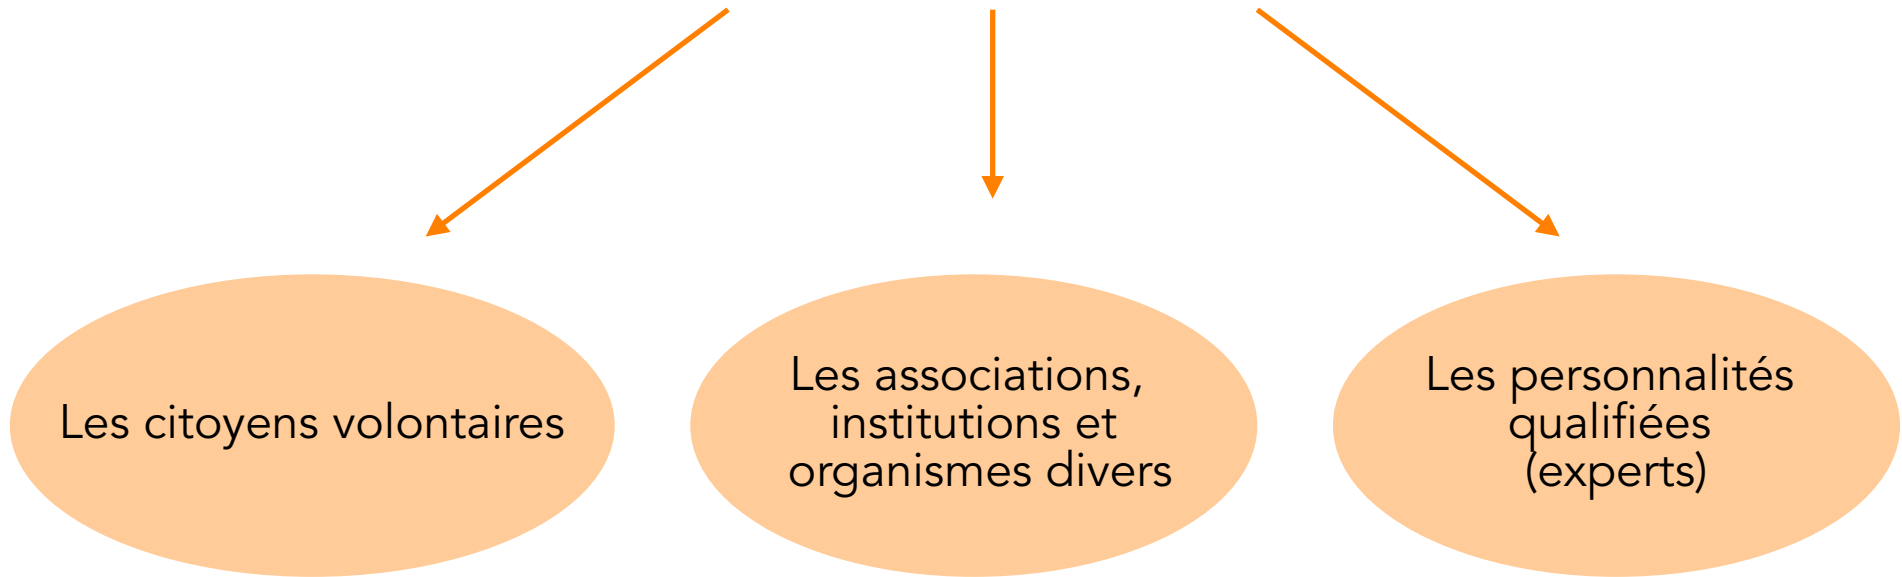 Les citoyens volontaires
Les associations,
institutions et
organismes divers
Les personnalités
qualifiées
(experts)